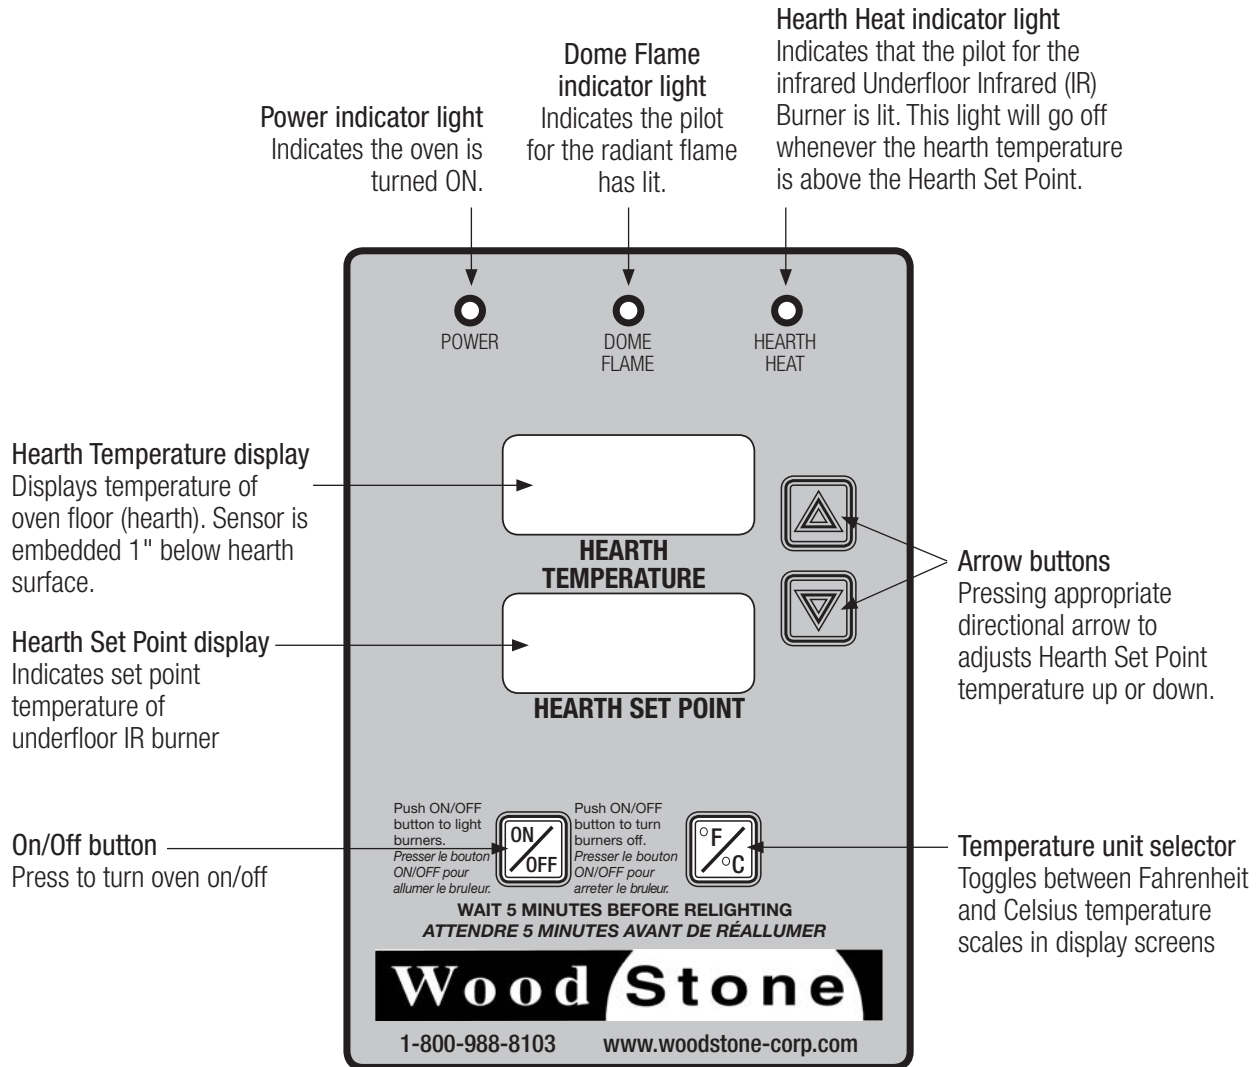 Hearth Heat indicator light
Indicates that the pilot for the
infrared Underfloor Infrared (IR)
Burner is lit. This light will go off
whenever the hearth temperature
is above the Hearth Set Point.
Dome Flame
indicator light
Indicates the pilot
for the radiant flame
has lit.
Power indicator light
Indicates the oven is
turned ON.
POWER
DOME
FLAME
HEARTH
HEAT
Hearth Temperature display
Displays temperature of
oven floor (hearth). Sensor is
embedded 1" below hearth
surface.
HEARTH
TEMPERATURE
Arrow buttons
Pressing appropriate
directional arrow to
adjusts Hearth Set Point
temperature up or down.
Hearth Set Point display
Indicates set point
temperature of
underfloor IR burner
HEARTH SET POINT
On/Off button
Press to turn oven on/off
Push ON/OFF
button to light
burners.
Presser le bouton
ON/OFF pour
allumer le bruleur.
ON
OFF
Push ON/OFF
button to turn
burners off.
Presser le bouton
ON/OFF pour
arreter le bruleur.
°F
°C
Temperature unit selector
Toggles between Fahrenheit
and Celsius temperature
scales in display screens
WAIT 5 MINUTES BEFORE RELIGHTING
ATTENDRE 5 MINUTES AVANT DE RÉALLUMER
Wood Stone
1-800-988-8103 www.woodstone-corp.com